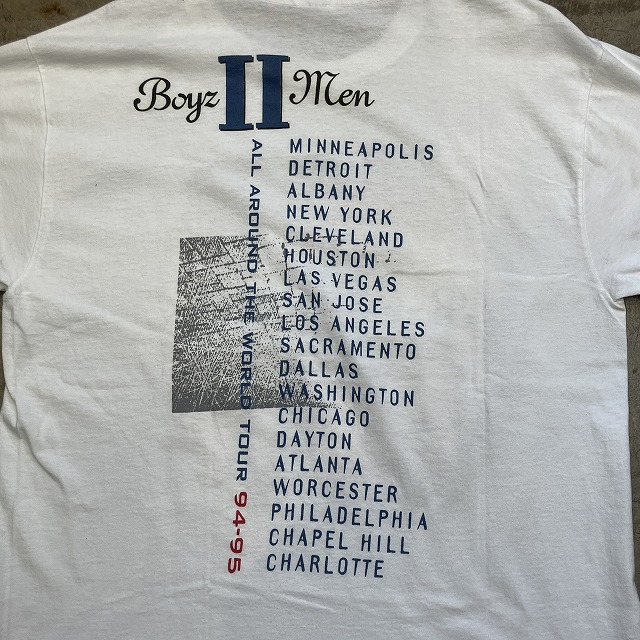 Boyz II Men
ALL AROUND THE WORLD TOUR 94-95
MINNEAPOLIS
DETROIT
ALBANY
NEW YORK
CLEVELAND
HOUSTON
LAS VEGAS
SAN JOSE
LOS ANGELES
SACRAMENTO
DALLAS
WASHINGTON
CHICAGO
DAYTON
ATLANTA
WORCESTER
PHILADELPHIA
CHAPEL HILL
CHARLOTTE